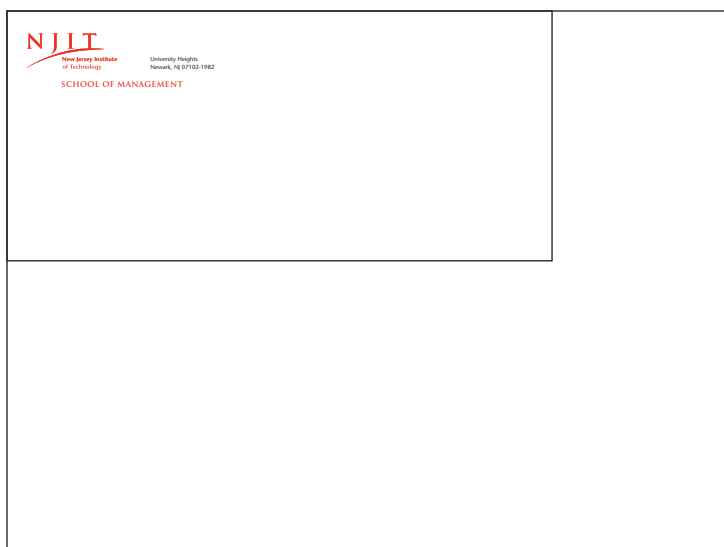 NJIT
New Jersey Institute
of Technology
University Heights
Newark, NJ 07102-1982
SCHOOL OF MANAGEMENT